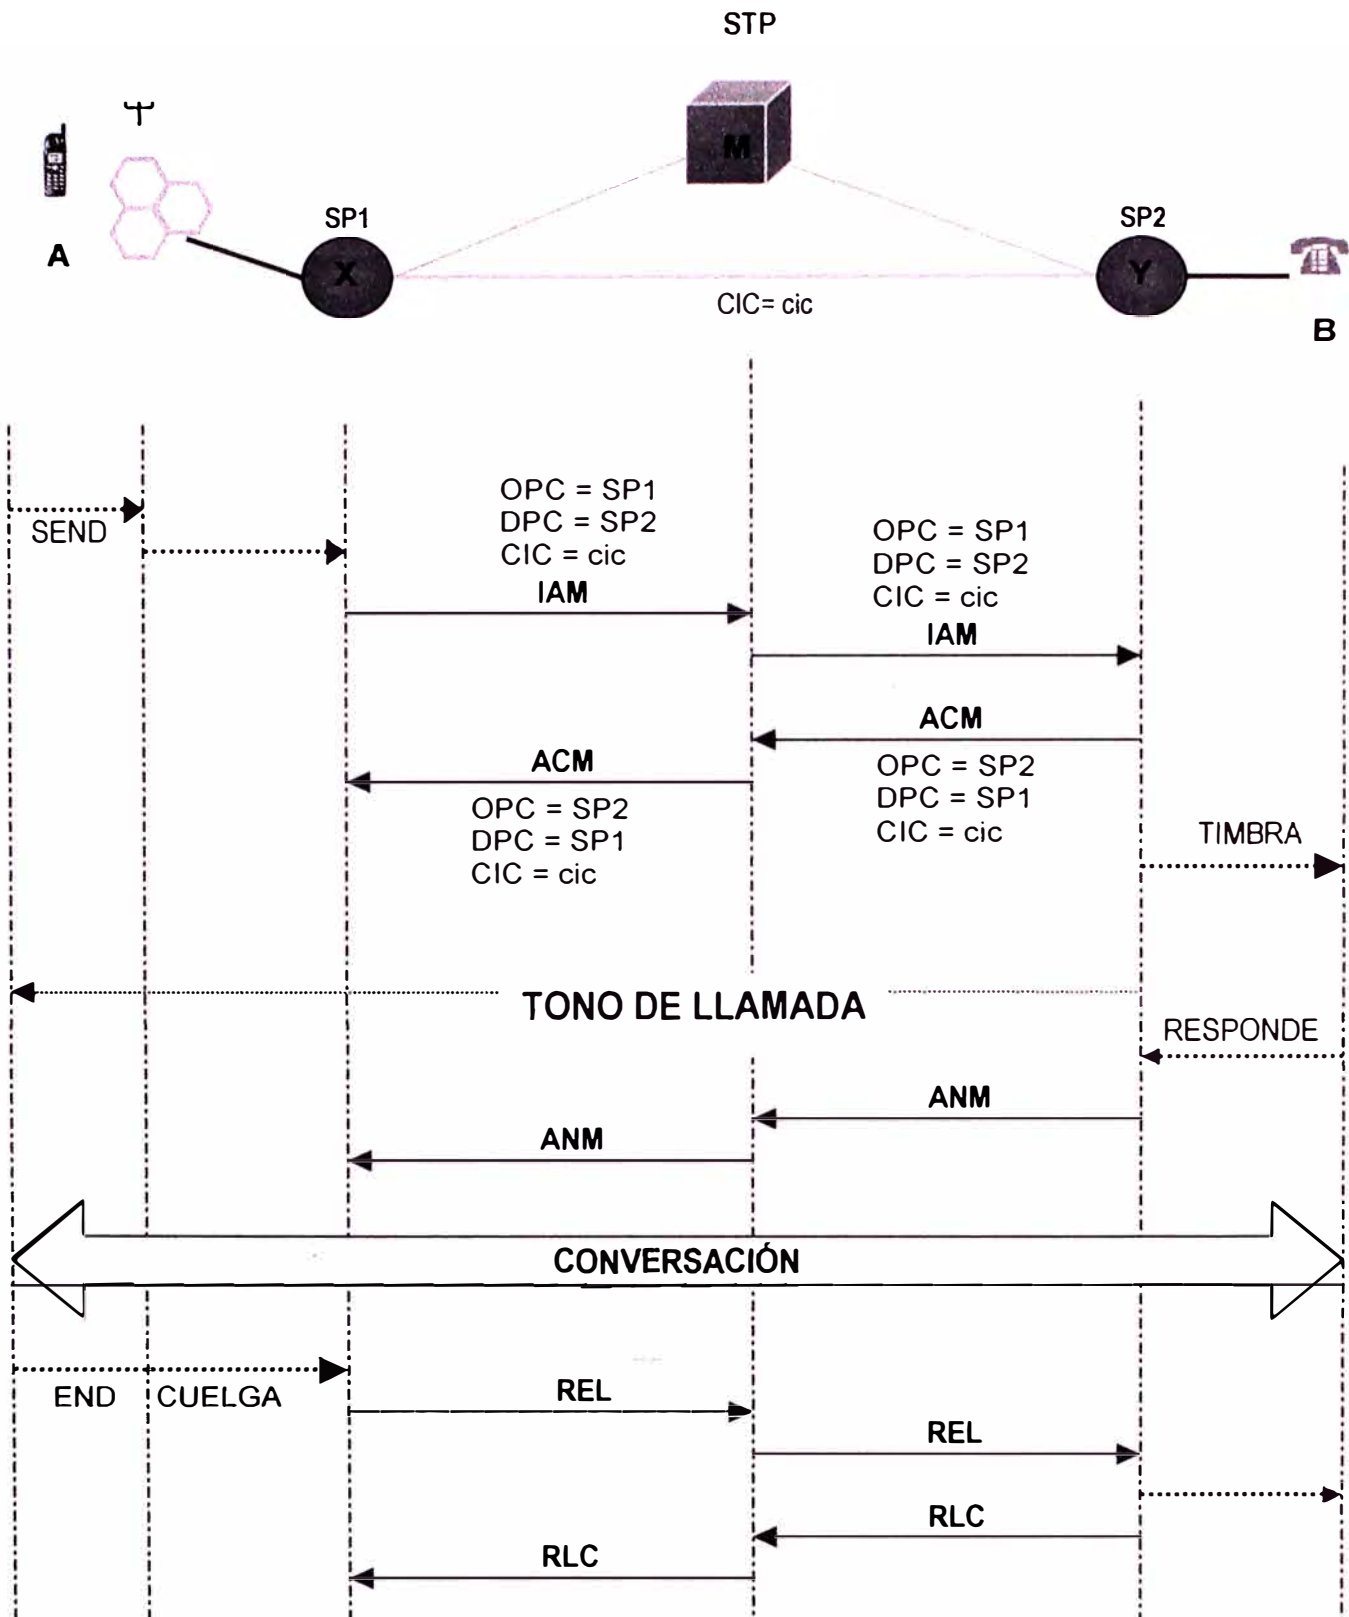 STP
M
SP1
SP2
A
X
Y
CIC= cic
B
OPC = SP1
DPC = SP2
CIC = cic
IAM
SEND
OPC = SP1
DPC = SP2
CIC = cic
IAM
ACM
ACM
OPC = SP2
DPC = SP1
CIC = cic
OPC = SP2
DPC = SP1
CIC = cic
TIMBRA
TONO DE LLAMADA
RESPONDE
ANM
ANM
CONVERSACIÓN
END CUELGA
REL
REL
RLC
RLC